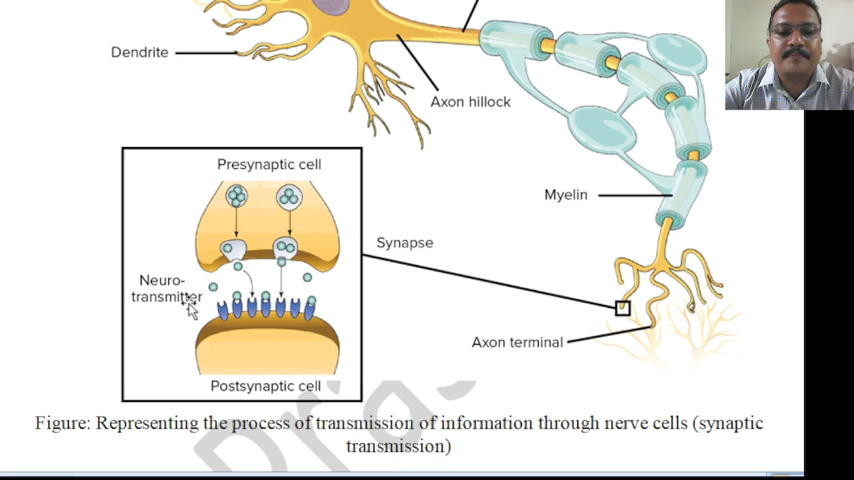 Dendrite
Axon hillock
Presynaptic cell
Myelin
Synapse
Neuro-
transmitter
Axon terminal
Postsynaptic cell
Figure: Representing the process of transmission of information through nerve cells (synaptic
transmission)